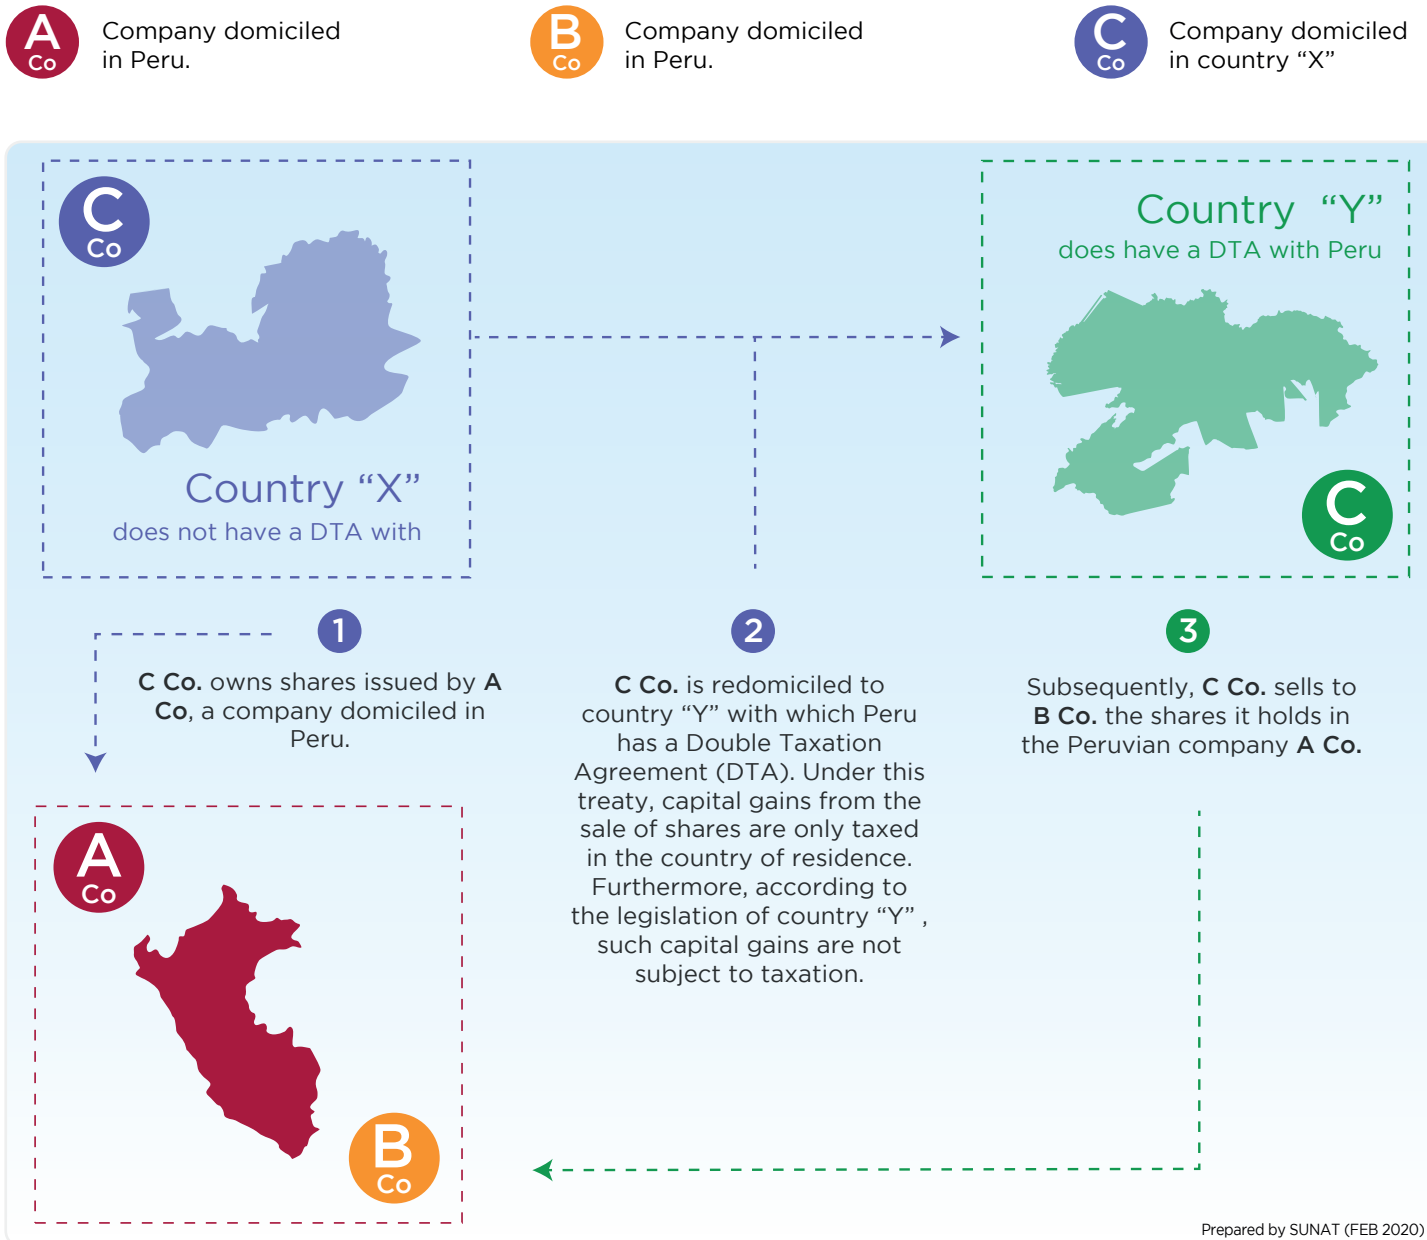 A
Co
Company domiciled
in Peru.
B
Co
Company domiciled
in Peru.
C
Co
Company domiciled
in country “X”
C
Co
Country “X”
does not have a DTA with
Country “Y”
does have a DTA with Peru
C
Co
1
C Co. owns shares issued by A
Co, a company domiciled in
Peru.
2
C Co. is redomiciled to
country “Y” with which Peru
has a Double Taxation
Agreement (DTA). Under this
treaty, capital gains from the
sale of shares are only taxed
in the country of residence.
Furthermore, according to
the legislation of country “Y” ,
such capital gains are not
subject to taxation.
3
Subsequently, C Co. sells to
B Co. the shares it holds in
the Peruvian company A Co.
A
Co
B
Co
Prepared by SUNAT (FEB 2020)